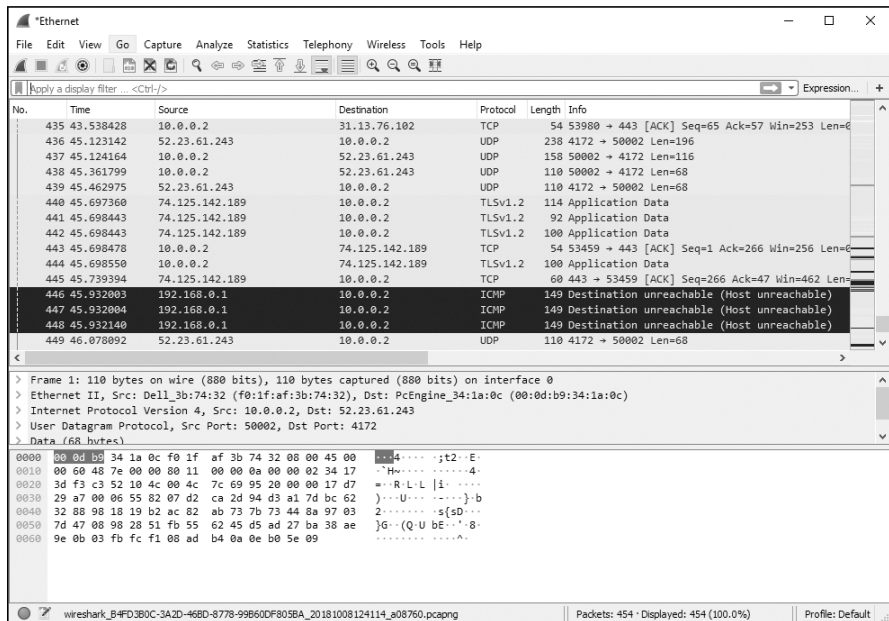 *Ethernet
File Edit View Go Capture Analyze Statistics Telephony Wireless Tools Help
Apply a display filter ... <Ctrl-/> Expression... +
No. Time Source Destination Protocol Length Info
435 43.538428 10.0.0.2 31.13.76.102 TCP 54 53980 → 443 [ACK] Seq=65 Ack=57 Win=253 Len=0
436 45.123142 52.23.61.243 10.0.0.2 UDP 238 4172 → 50002 Len=196
437 45.124164 10.0.0.2 52.23.61.243 UDP 158 50002 → 4172 Len=116
438 45.361799 10.0.0.2 52.23.61.243 UDP 110 50002 → 4172 Len=68
439 45.462975 52.23.61.243 10.0.0.2 UDP 110 4172 → 50002 Len=68
440 45.697360 74.125.142.189 10.0.0.2 TLSv1.2 114 Application Data
441 45.698443 74.125.142.189 10.0.0.2 TLSv1.2 92 Application Data
442 45.698443 74.125.142.189 10.0.0.2 TLSv1.2 100 Application Data
443 45.698478 10.0.0.2 74.125.142.189 TCP 54 53459 → 443 [ACK] Seq=1 Ack=266 Win=256 Len=0
444 45.698550 10.0.0.2 74.125.142.189 TLSv1.2 100 Application Data
445 45.739394 74.125.142.189 10.0.0.2 TCP 60 443 → 53459 [ACK] Seq=266 Ack=47 Win=462 Len=
446 45.932003 192.168.0.1 10.0.0.2 ICMP 149 Destination unreachable (Host unreachable)
447 45.932004 192.168.0.1 10.0.0.2 ICMP 149 Destination unreachable (Host unreachable)
448 45.932140 192.168.0.1 10.0.0.2 ICMP 149 Destination unreachable (Host unreachable)
449 46.078092 52.23.61.243 10.0.0.2 UDP 110 4172 → 50002 Len=68
> Frame 1: 110 bytes on wire (880 bits), 110 bytes captured (880 bits) on interface 0
> Ethernet II, Src: Dell_3b:74:32 (f0:1f:af:3b:74:32), Dst: PcEngine_34:1a:0c (00:0d:b9:34:1a:0c)
> Internet Protocol Version 4, Src: 10.0.0.2, Dst: 52.23.61.243
> User Datagram Protocol, Src Port: 50002, Dst Port: 4172
> Data (68 bytes)
0000 00 0d b9 34 1a 0c f0 1f af 3b 74 32 08 00 45 00 ···4···· ·;t2··E·
0010 00 60 48 7e 00 00 80 11 00 00 0a 00 00 02 34 17 ·`H~···· ······4·
0020 3d f3 c3 52 10 4c 00 4c 7c 69 95 20 00 00 17 d7 =··R·L·L |i· ····
0030 29 a7 00 06 55 82 07 d2 ca 2d 94 d3 a1 7d bc 62 )···U··· ·-···}·b
0040 32 88 98 18 19 b2 ac 82 ab 73 7b 73 44 8a 97 03 2······· ·s{sD···
0050 7d 47 08 98 28 51 fb 55 62 45 d5 ad 27 ba 38 ae }G··(Q·U bE··'·8·
0060 9e 0b 03 fb fc f1 08 ad b4 0a 0e b0 5e 09 ········ ····^·
wireshark_B4FD3B0C-3A2D-46BD-8778-99B60DF805BA_20181008124114_a08760.pcapng Packets: 454 · Displayed: 454 (100.0%) Profile: Default